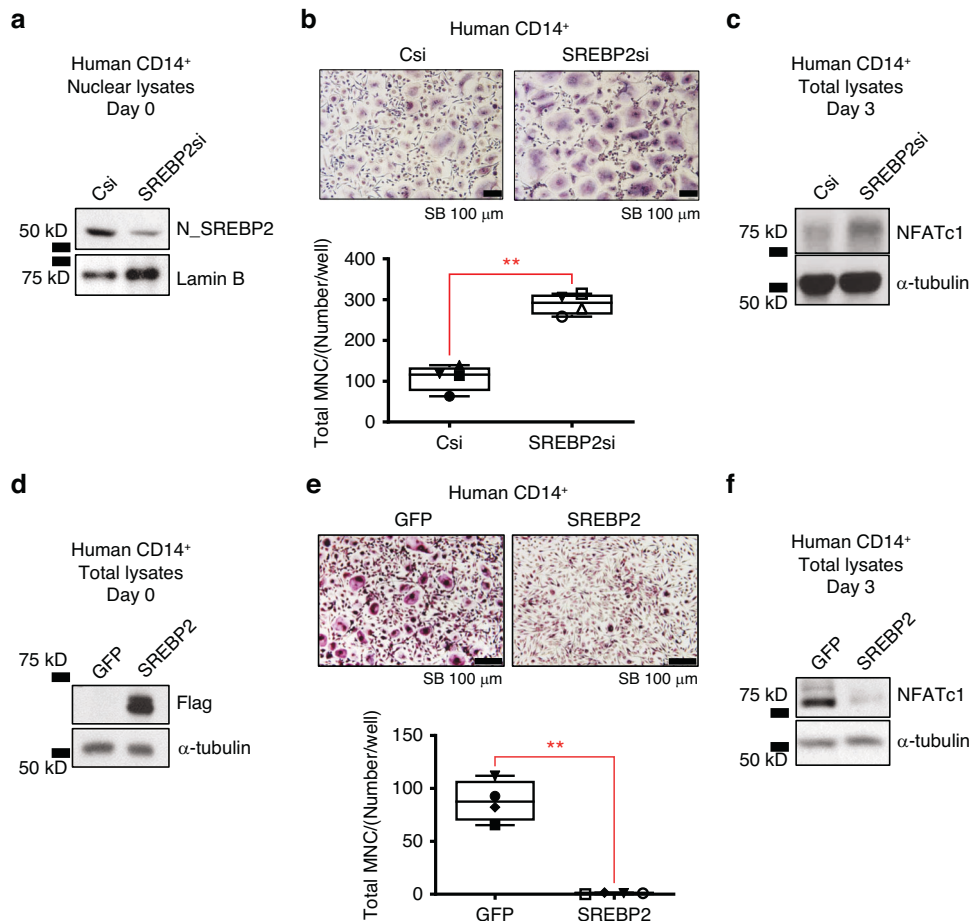 a
Human CD14⁺
Nuclear lysates
Day 0
Csi
SREBP2si
50 kD
N_SREBP2
75 kD
Lamin B
b
Human CD14⁺
Csi
SREBP2si
SB 100 μm
SB 100 μm
Total MNC/(Number/well)
400
300
200
100
0
**
Csi
SREBP2si
c
Human CD14⁺
Total lysates
Day 3
Csi
SREBP2si
75 kD
NFATc1
50 kD
α-tubulin
d
Human CD14⁺
Total lysates
Day 0
75 kD
GFP
SREBP2
Flag
α-tubulin
50 kD
e
Human CD14⁺
GFP
SREBP2
SB 100 μm
SB 100 μm
Total MNC/(Number/well)
150
100
50
0
**
GFP
SREBP2
f
Human CD14⁺
Total lysates
Day 3
GFP
SREBP2
75 kD
NFATc1
50 kD
α-tubulin